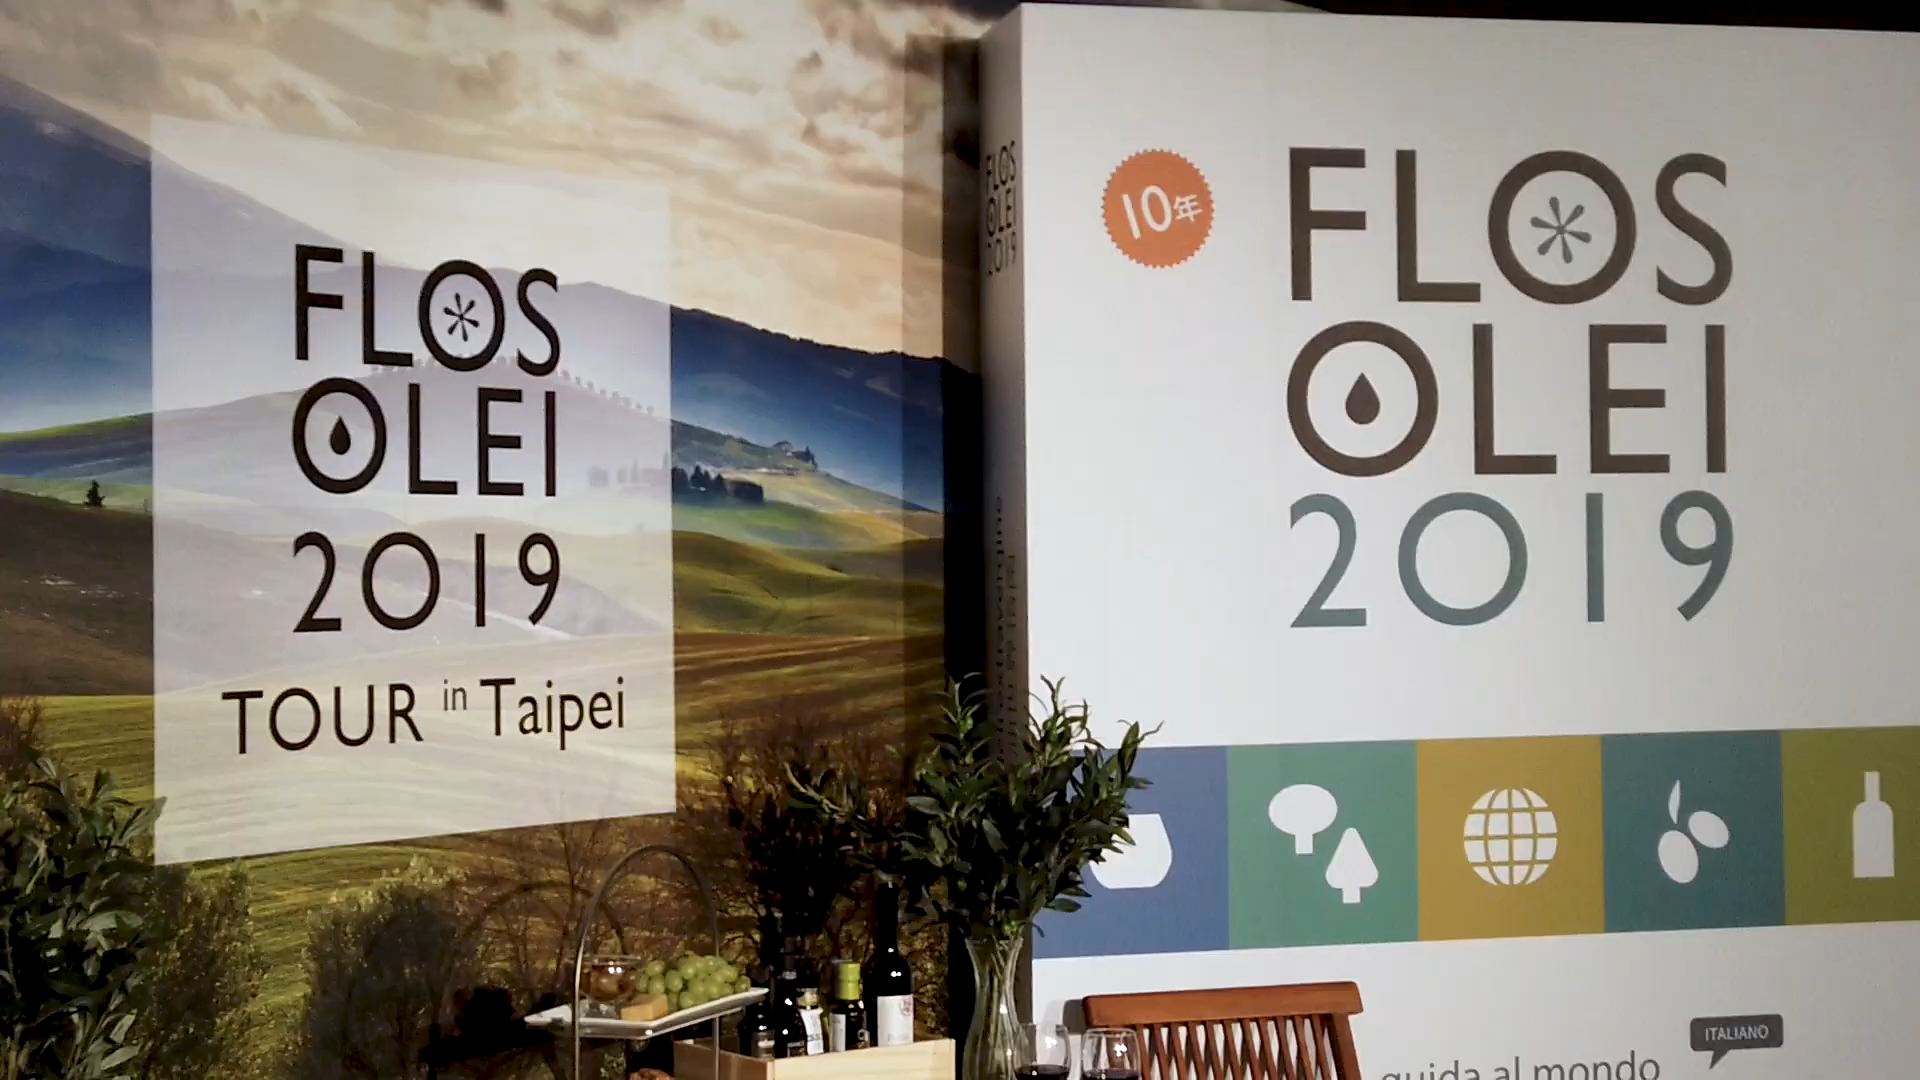 FLOS
OLEI
2019
TOUR in Taipei
FLOS
OLEI
2019
10年
FLOS
OLEI
2019
guida al mondo
ITALIANO